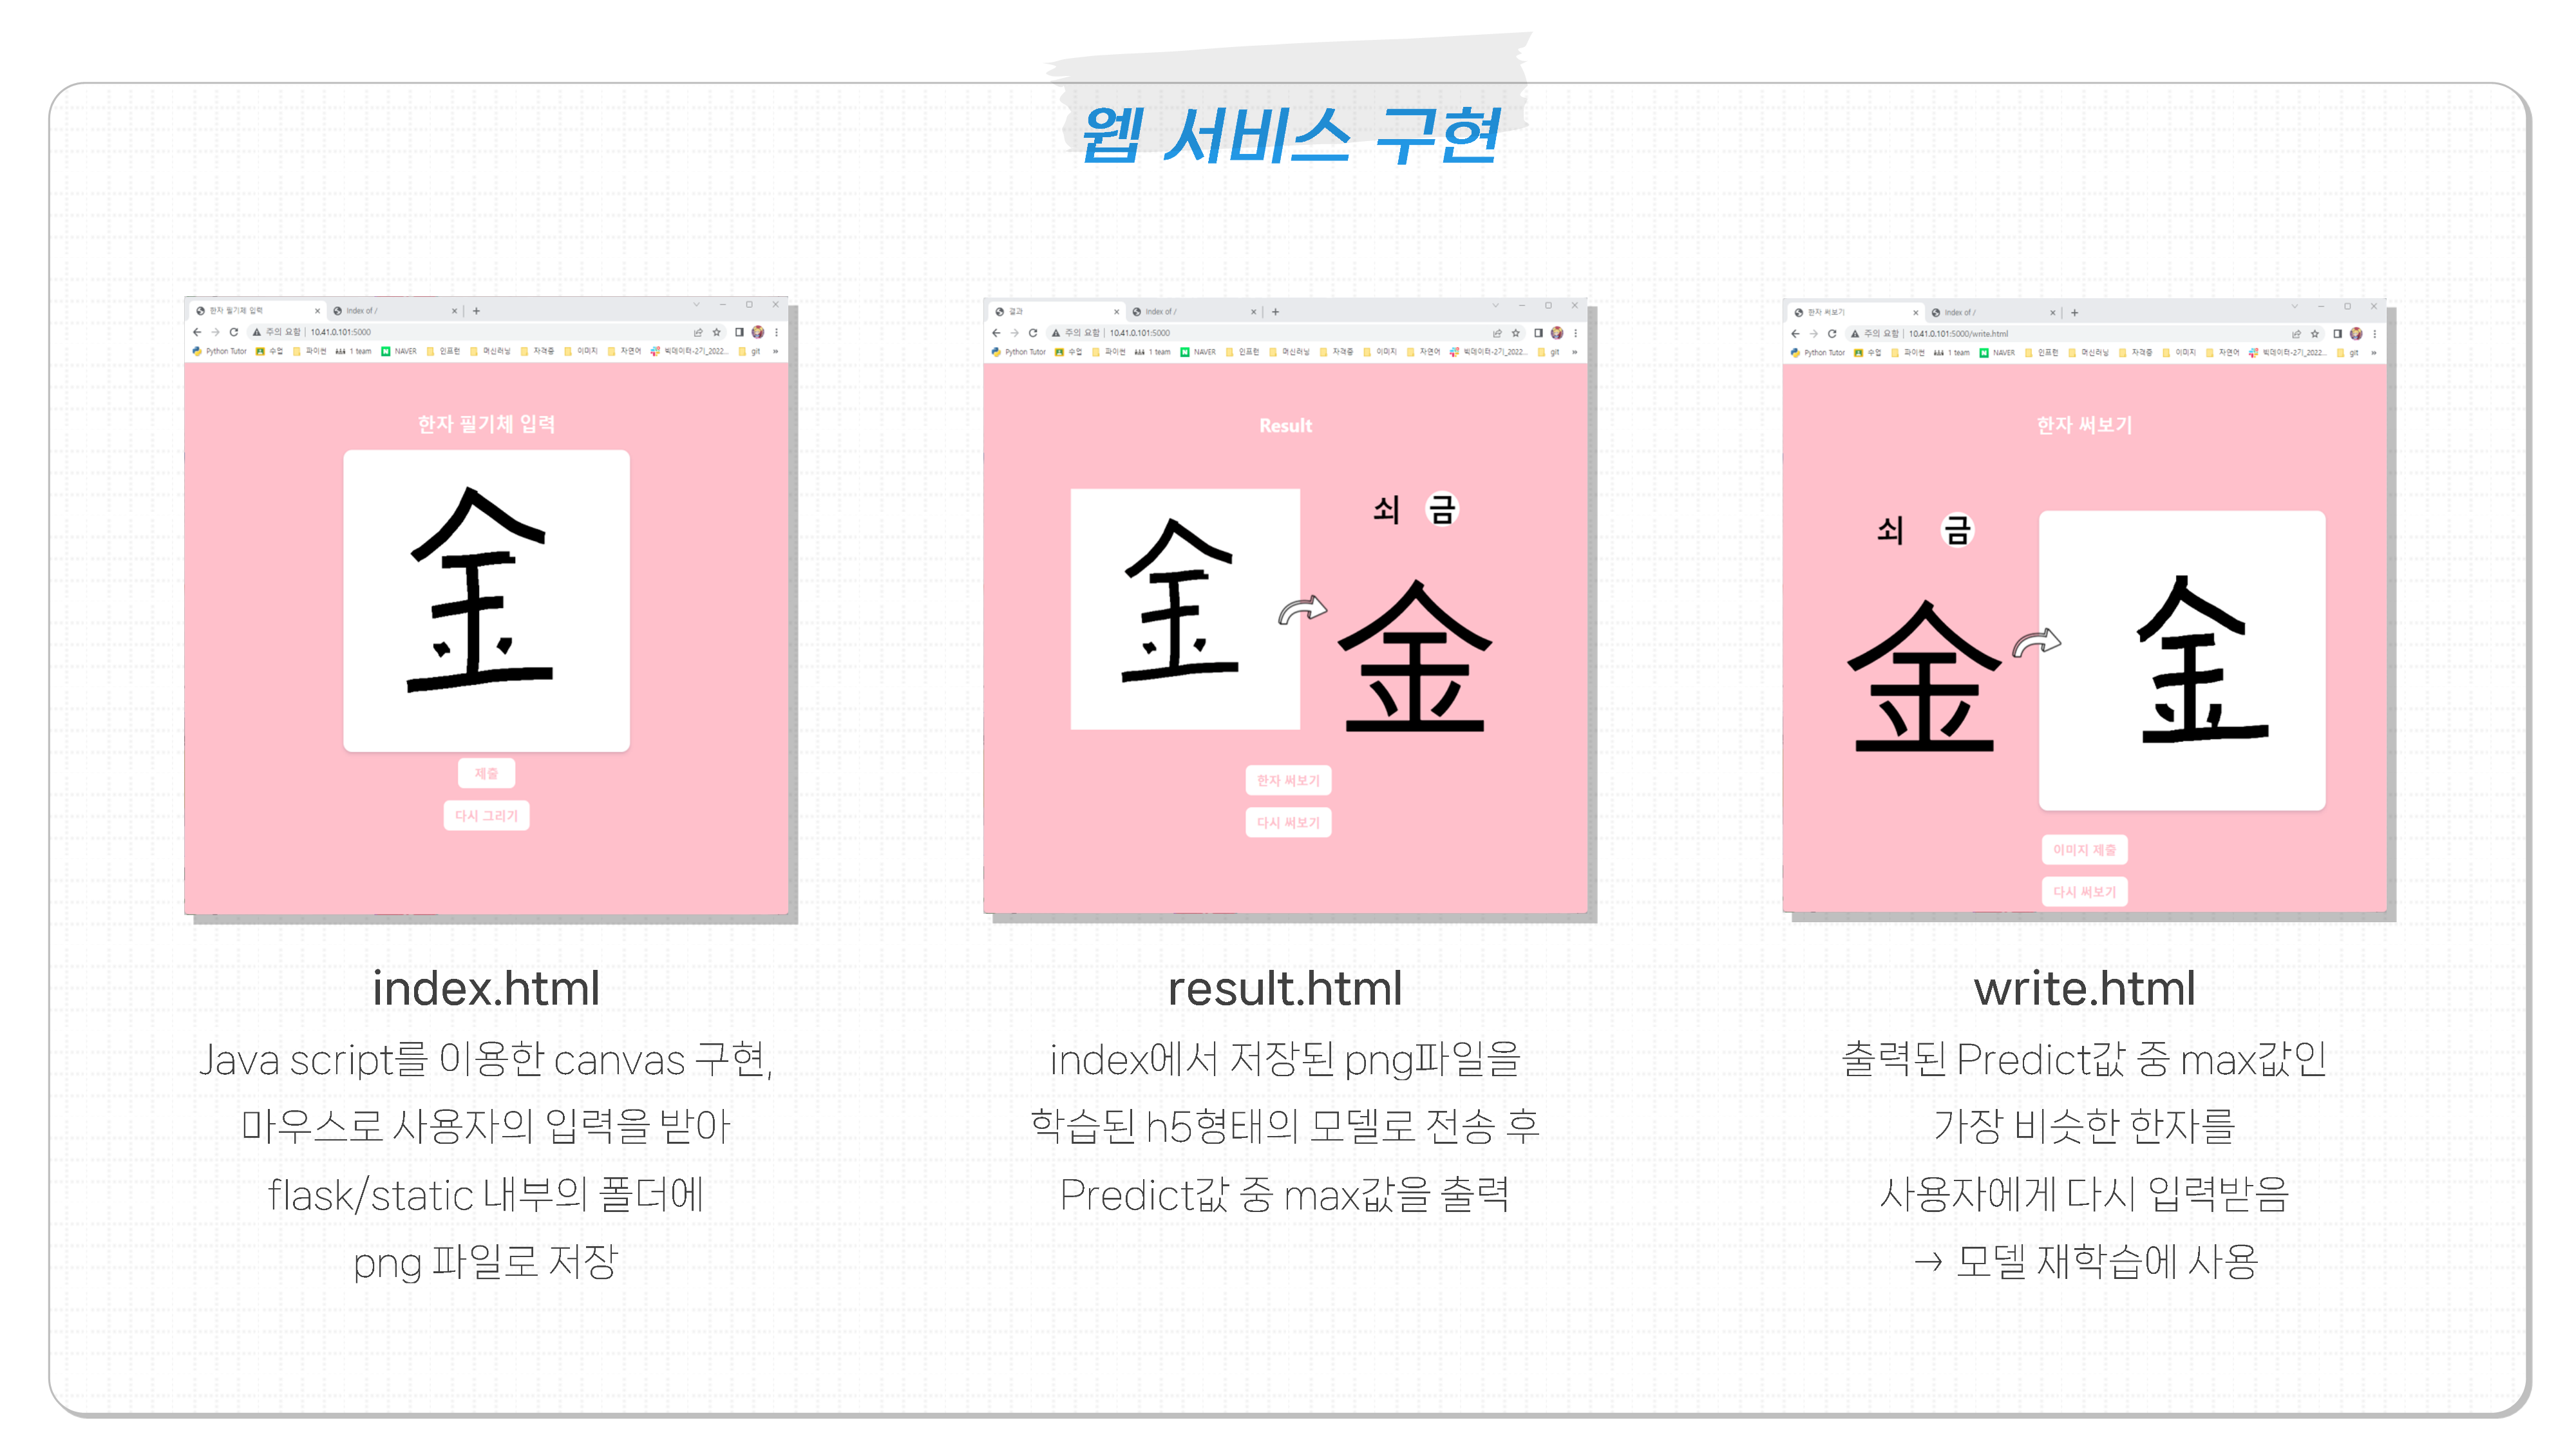 웹 서비스 구현
한자 필기체 입력
Index of /
주의 요함 | 10.41.0.101:5000
Python Tutor 수업 파이썬 1 team NAVER 인프런 머신러닝 자격증 이미지 자연어 빅데이터-2기_2022... git »
한자 필기체 입력
金
제출
다시 그리기
index.html
Java script를 이용한 canvas 구현,
마우스로 사용자의 입력을 받아
flask/static 내부의 폴더에
png 파일로 저장
결과
Index of /
주의 요함 | 10.41.0.101:5000
Python Tutor 수업 파이썬 1 team NAVER 인프런 머신러닝 자격증 이미지 자연어 빅데이터-2기_2022... git »
Result
쇠 금
金 金
한자 써보기
다시 써보기
result.html
index에서 저장된 png파일을
학습된 h5형태의 모델로 전송 후
Predict값 중 max값을 출력
한자 써보기
Index of /
주의 요함 | 10.41.0.101:5000/write.html
Python Tutor 수업 파이썬 1 team NAVER 인프런 머신러닝 자격증 이미지 자연어 빅데이터-2기_2022... git »
한자 써보기
쇠 금
金 金
이미지 제출
다시 써보기
write.html
출력된 Predict값 중 max값인
가장 비슷한 한자를
사용자에게 다시 입력받음
→ 모델 재학습에 사용